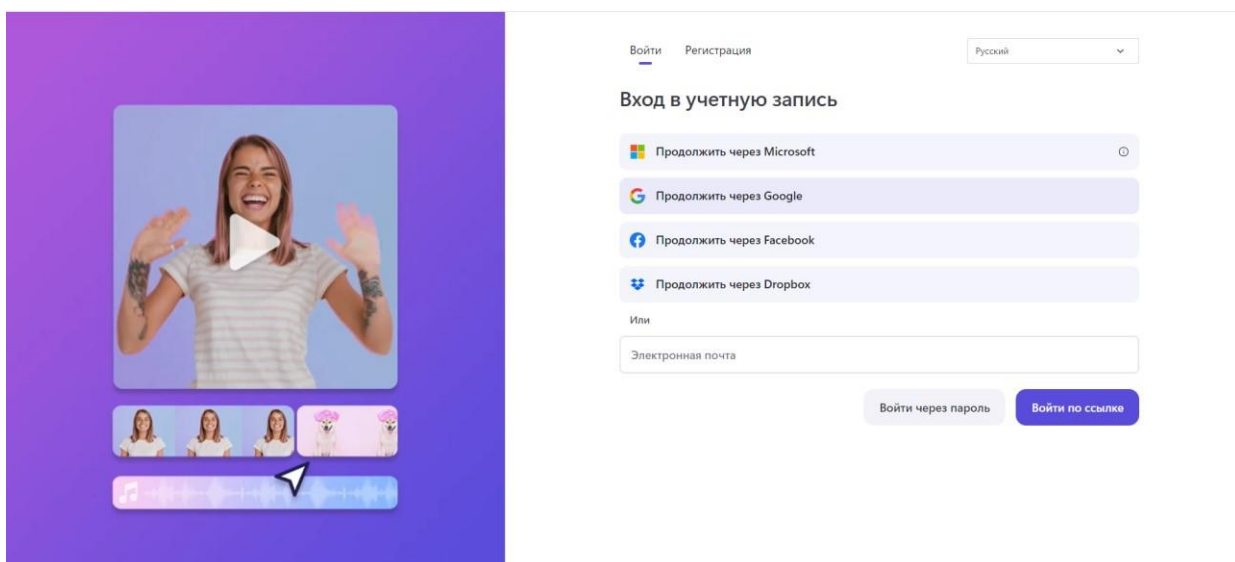 Войти Регистрация Русский
Вход в учетную запись
Продолжить через Microsoft
Продолжить через Google
Продолжить через Facebook
Продолжить через Dropbox
Или
Электронная почта
Войти через пароль Войти по ссылке